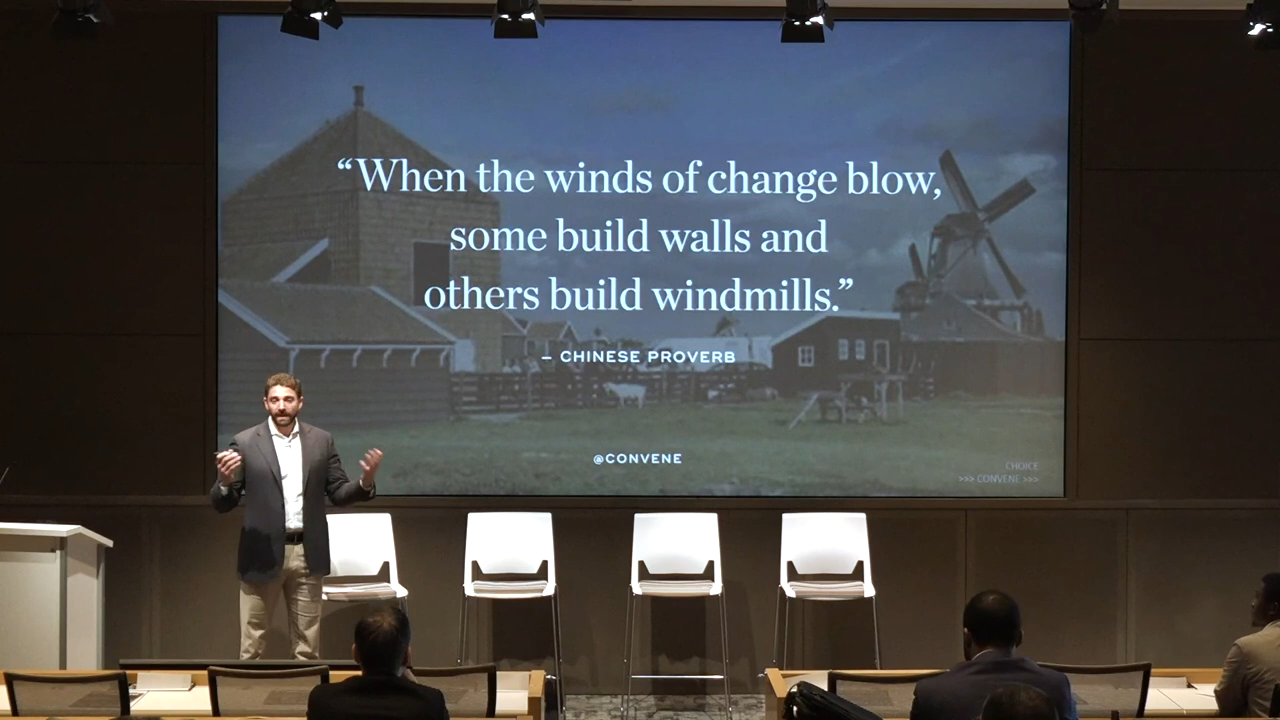 “When the winds of change blow,
some build walls and
others build windmills.”
– CHINESE PROVERB
@CONVENE
CHOICE
>>> CONVENE >>>